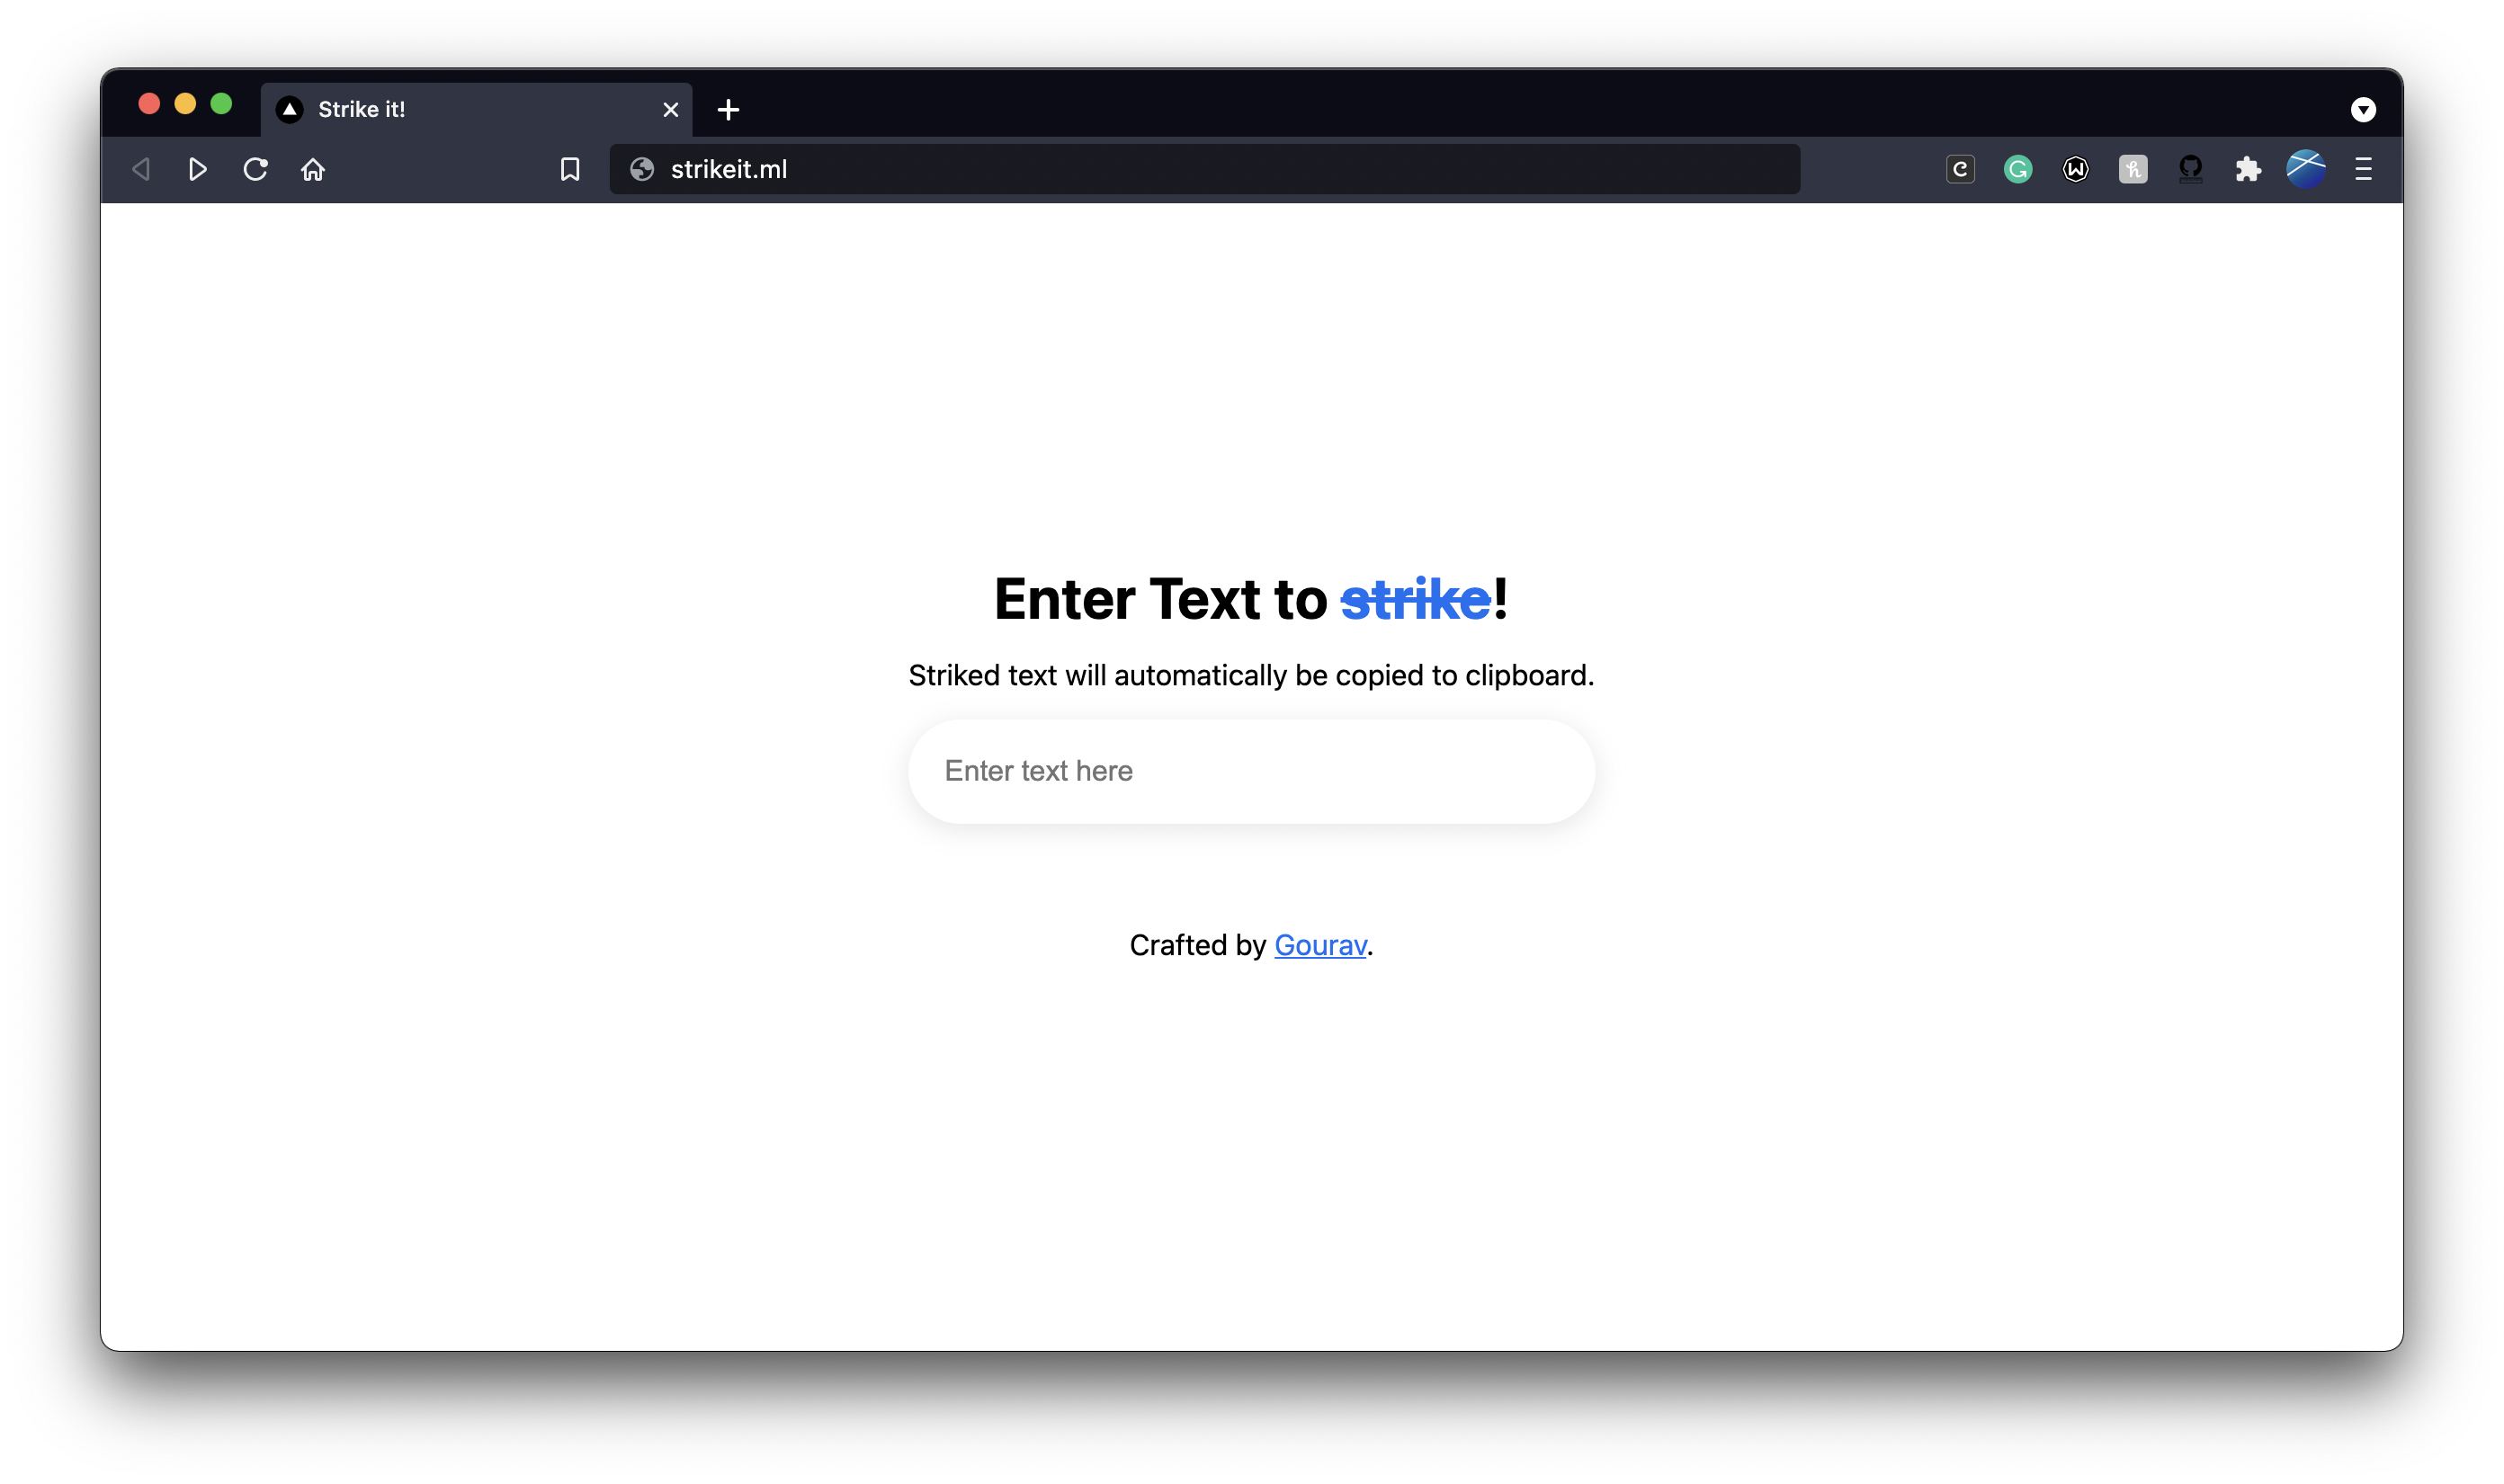 Strike it!
strikeit.ml
Enter Text to strike!
Striked text will automatically be copied to clipboard.
Enter text here
Crafted by Gourav.